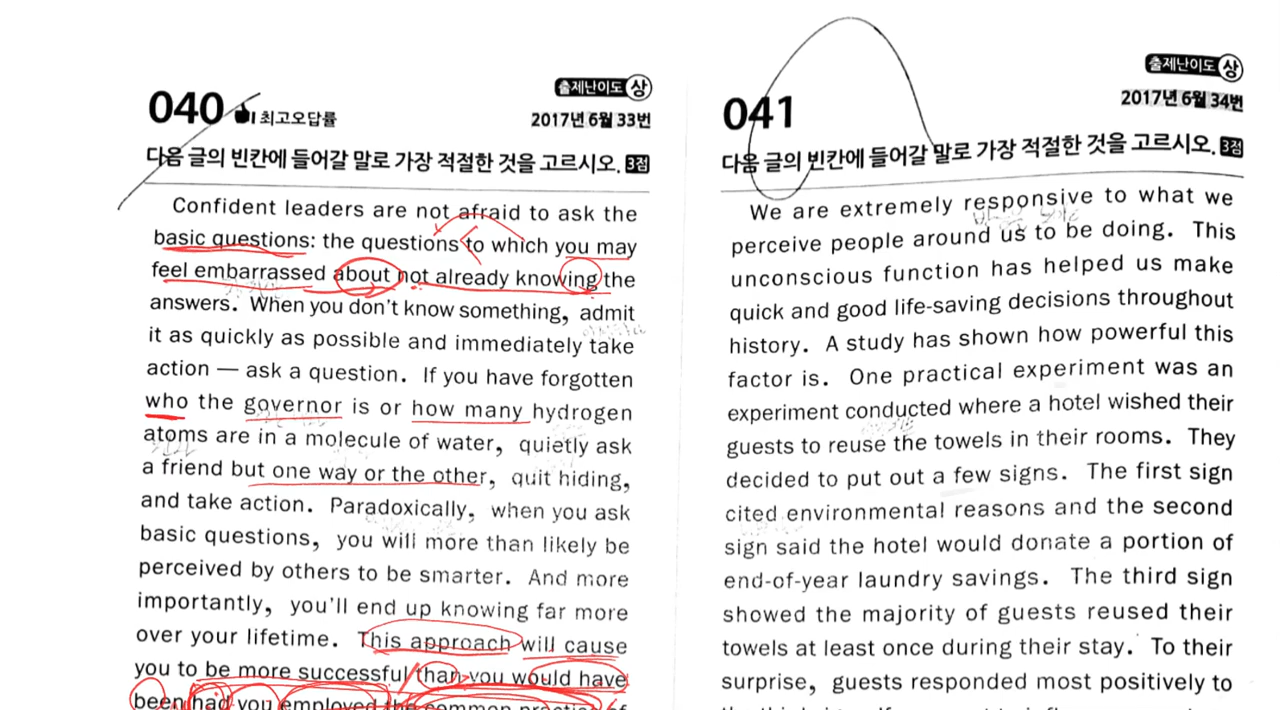 출제난이도 상
040 최고오답률 2017년 6월 33번
다음 글의 빈칸에 들어갈 말로 가장 적절한 것을 고르시오. 3점
Confident leaders are not afraid to ask the
basic questions: the questions to which you may
feel embarrassed about not already knowing the
answers. When you don't know something, admit
it as quickly as possible and immediately take
action — ask a question. If you have forgotten
who the governor is or how many hydrogen
atoms are in a molecule of water, quietly ask
a friend but one way or the other, quit hiding,
and take action. Paradoxically, when you ask
basic questions, you will more than likely be
perceived by others to be smarter. And more
importantly, you'll end up knowing far more
over your lifetime. This approach will cause
you to be more successful than you would have
been had you employed the common practice of
출제난이도 상
041 2017년 6월 34번
다음 글의 빈칸에 들어갈 말로 가장 적절한 것을 고르시오. 3점
We are extremely responsive to what we
perceive people around us to be doing. This
unconscious function has helped us make
quick and good life-saving decisions throughout
history. A study has shown how powerful this
factor is. One practical experiment was an
experiment conducted where a hotel wished their
guests to reuse the towels in their rooms. They
decided to put out a few signs. The first sign
cited environmental reasons and the second
sign said the hotel would donate a portion of
end-of-year laundry savings. The third sign
showed the majority of guests reused their
towels at least once during their stay. To their
surprise, guests responded most positively to